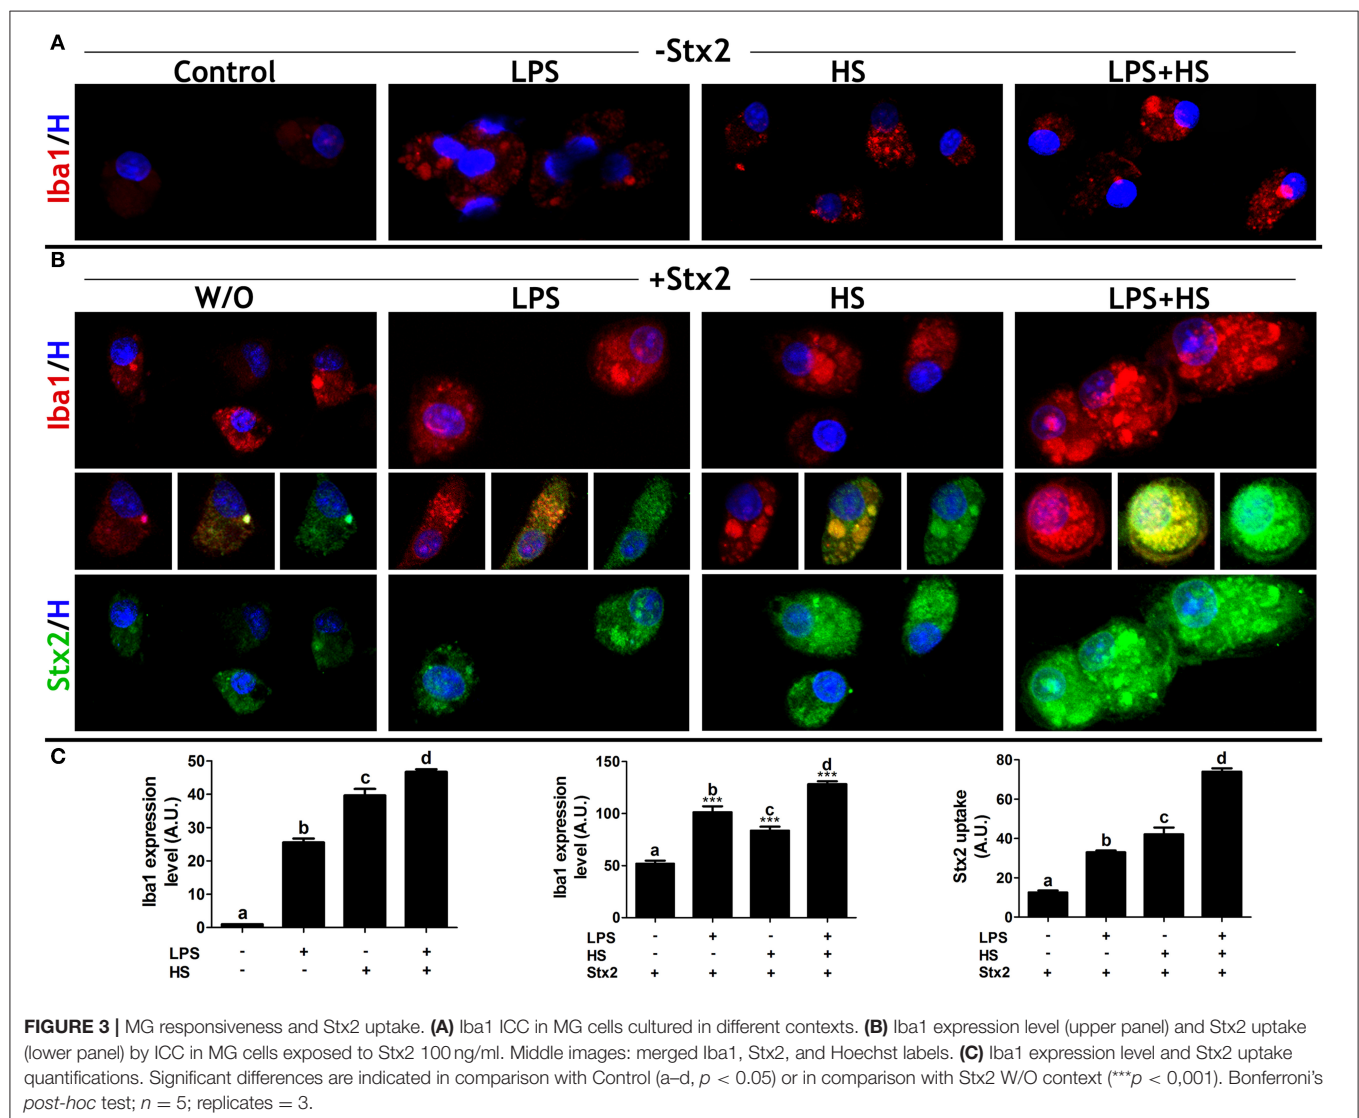 A
-Stx2
Control LPS HS LPS+HS
Iba1/H
B
+Stx2
W/O LPS HS LPS+HS
Iba1/H
Stx2/H
C
Iba1 expression
level (A.U.)
50
40
30
20
10
0
a b c d
LPS - + - +
HS - - + +
Iba1 expression
level (A.U.)
150
100
50
0
a b c d
*** *** ***
LPS - + - +
HS - - + +
Stx2 + + + +
Stx2 uptake
(A.U.)
80
60
40
20
0
a b c d
LPS - + - +
HS - - + +
Stx2 + + + +
FIGURE 3 | MG responsiveness and Stx2 uptake. (A) Iba1 ICC in MG cells cultured in different contexts. (B) Iba1 expression level (upper panel) and Stx2 uptake
(lower panel) by ICC in MG cells exposed to Stx2 100 ng/ml. Middle images: merged Iba1, Stx2, and Hoechst labels. (C) Iba1 expression level and Stx2 uptake
quantifications. Significant differences are indicated in comparison with Control (a–d, p < 0.05) or in comparison with Stx2 W/O context (***p < 0,001). Bonferroni's
post-hoc test; n = 5; replicates = 3.